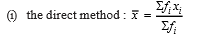 (i) the direct method : x̄ = Σfᵢxᵢ / Σfᵢ